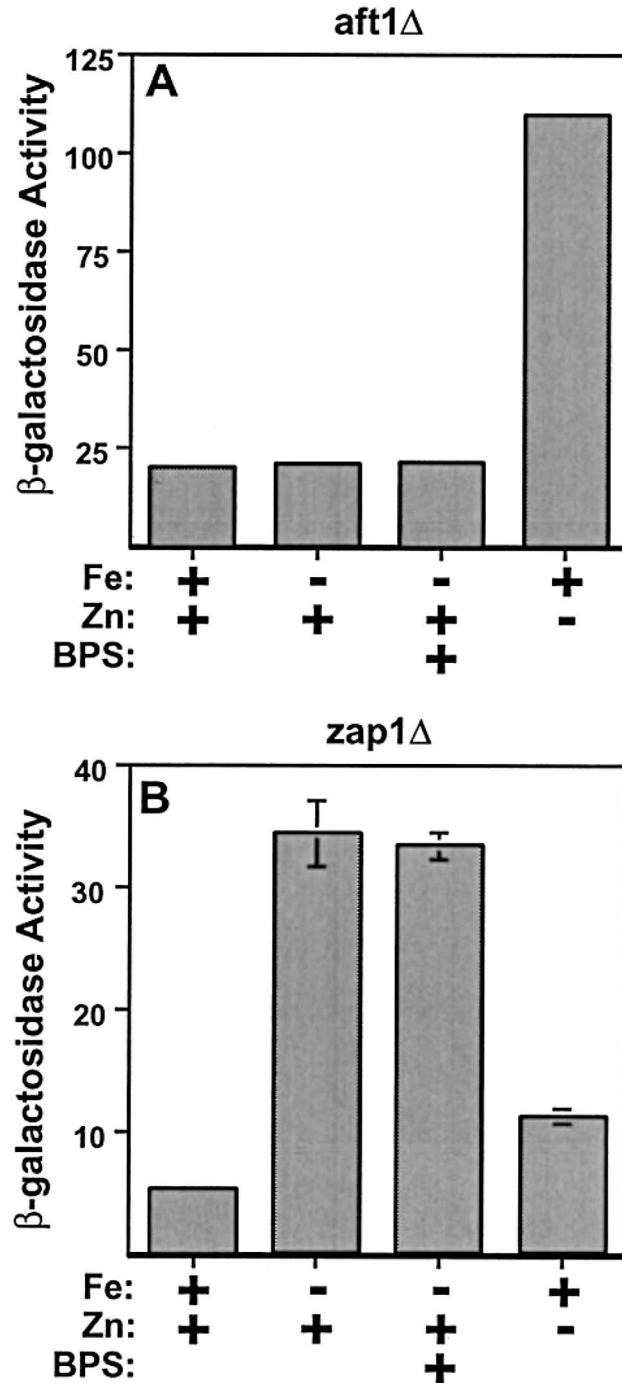 aft1Δ
A
β-galactosidase Activity
125
100
75
50
25
Fe: + - - +
Zn: + + + -
BPS: +
zap1Δ
B
β-galactosidase Activity
40
30
20
10
Fe: + - - +
Zn: + + + -
BPS: +